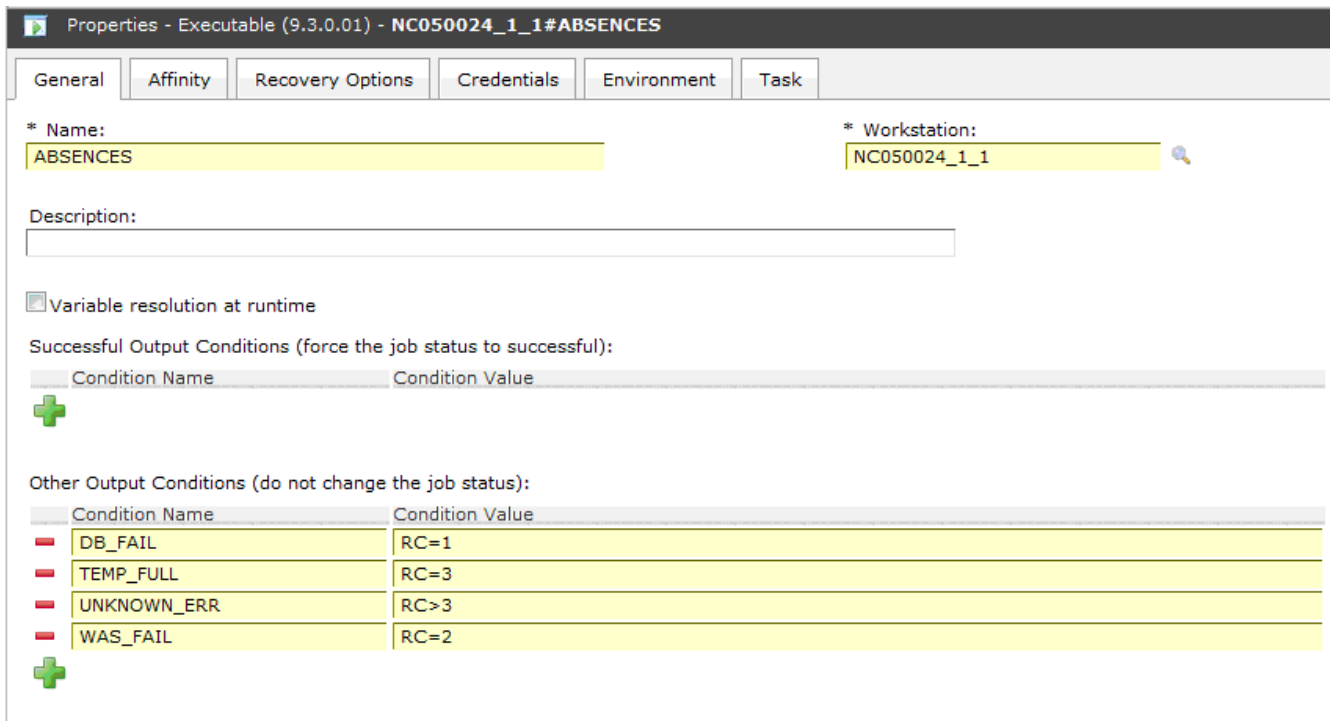 Properties - Executable (9.3.0.01) - NC050024_1_1#ABSENCES
General Affinity Recovery Options Credentials Environment Task
* Name: * Workstation:
ABSENCES NC050024_1_1
Description:
Variable resolution at runtime
Successful Output Conditions (force the job status to successful):
Condition Name Condition Value
Other Output Conditions (do not change the job status):
Condition Name Condition Value
DB_FAIL RC=1
TEMP_FULL RC=3
UNKNOWN_ERR RC>3
WAS_FAIL RC=2